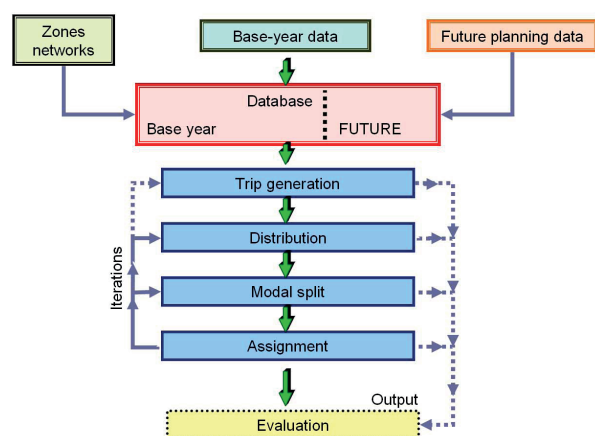 Zones
networks
Base-year data
Future planning data
Database
Base year
FUTURE
Trip generation
Distribution
Iterations
Modal split
Assignment
Output
Evaluation